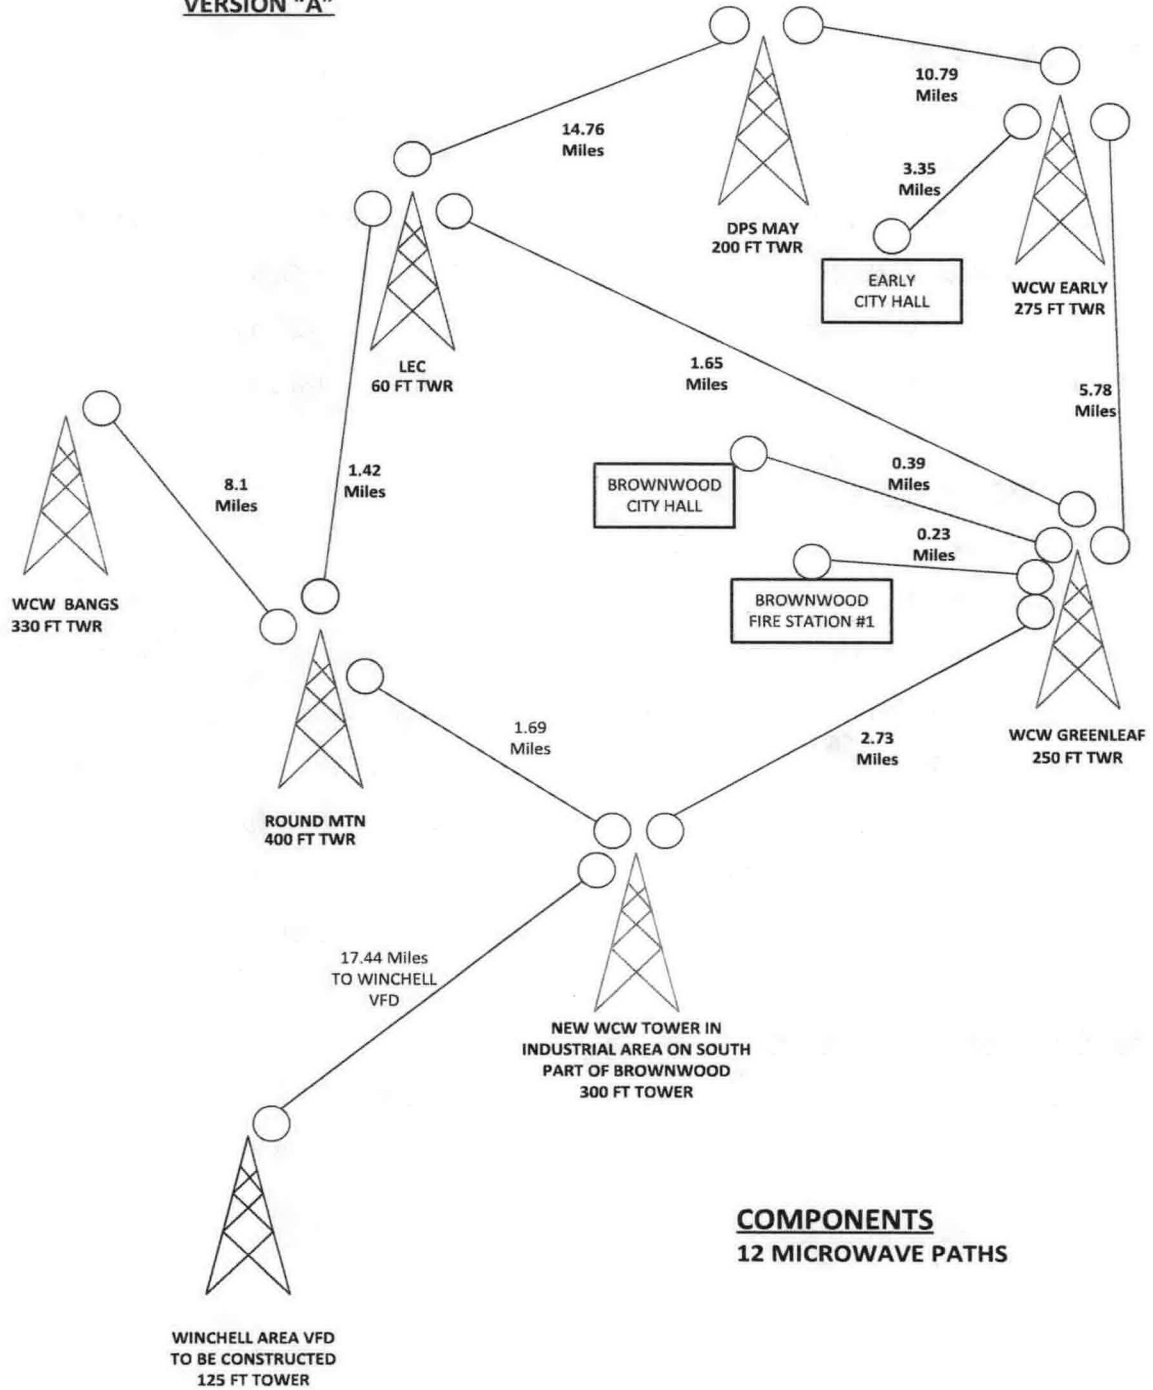 VERSION "A"
10.79
Miles
14.76
Miles
3.35
Miles
DPS MAY
200 FT TWR
EARLY
CITY HALL
WCW EARLY
275 FT TWR
LEC
60 FT TWR
1.65
Miles
5.78
Miles
8.1
Miles
1.42
Miles
BROWNWOOD
CITY HALL
0.39
Miles
0.23
Miles
WCW BANGS
330 FT TWR
BROWNWOOD
FIRE STATION #1
1.69
Miles
2.73
Miles
WCW GREENLEAF
250 FT TWR
ROUND MTN
400 FT TWR
17.44 Miles
TO WINCHELL
VFD
NEW WCW TOWER IN
INDUSTRIAL AREA ON SOUTH
PART OF BROWNWOOD
300 FT TOWER
COMPONENTS
12 MICROWAVE PATHS
WINCHELL AREA VFD
TO BE CONSTRUCTED
125 FT TOWER